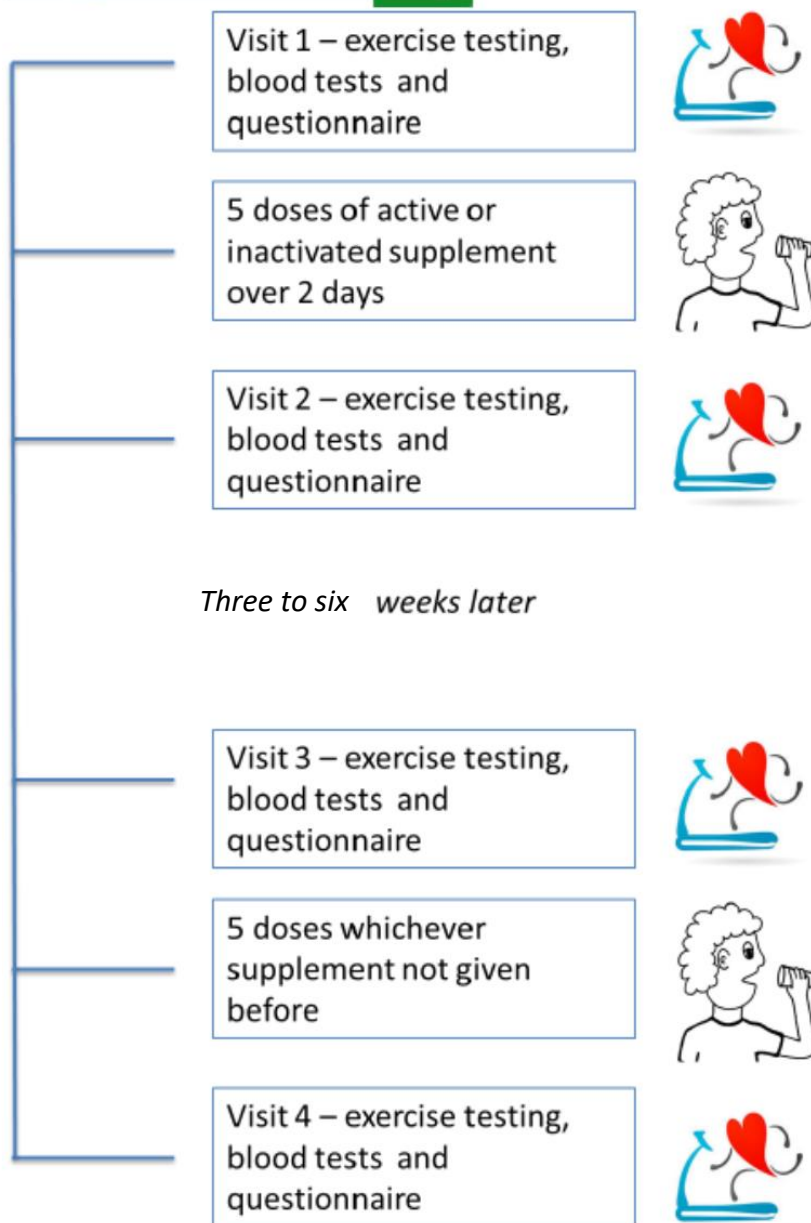 Visit 1 – exercise testing,
blood tests and
questionnaire
5 doses of active or
inactivated supplement
over 2 days
Visit 2 – exercise testing,
blood tests and
questionnaire
Three to six weeks later
Visit 3 – exercise testing,
blood tests and
questionnaire
5 doses whichever
supplement not given
before
Visit 4 – exercise testing,
blood tests and
questionnaire